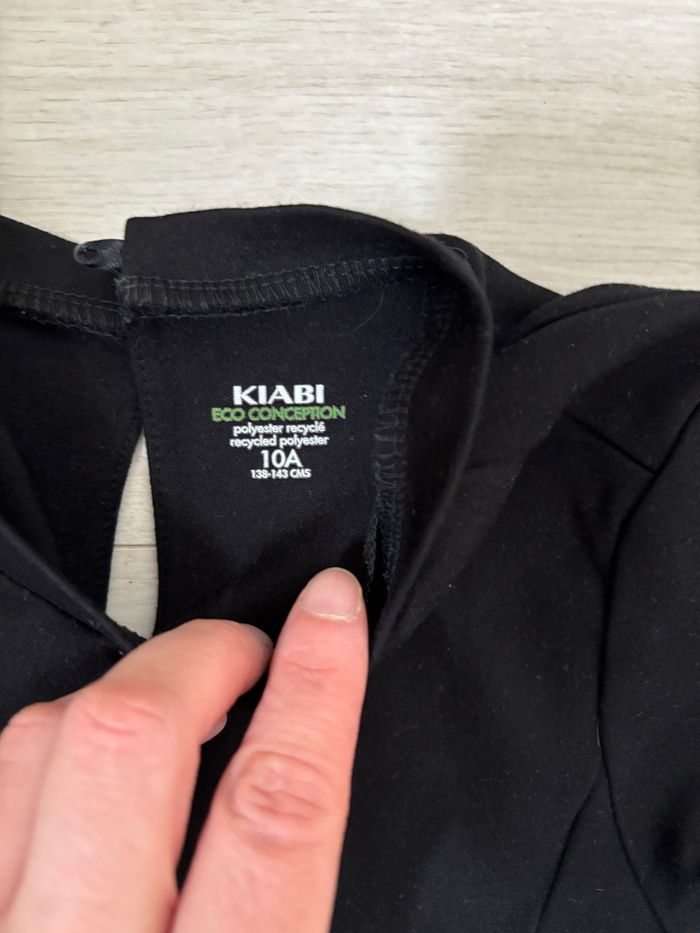 KIABI
ECO CONCEPTION
polyester recyclé
recycled polyester
10A
138-143 CMS